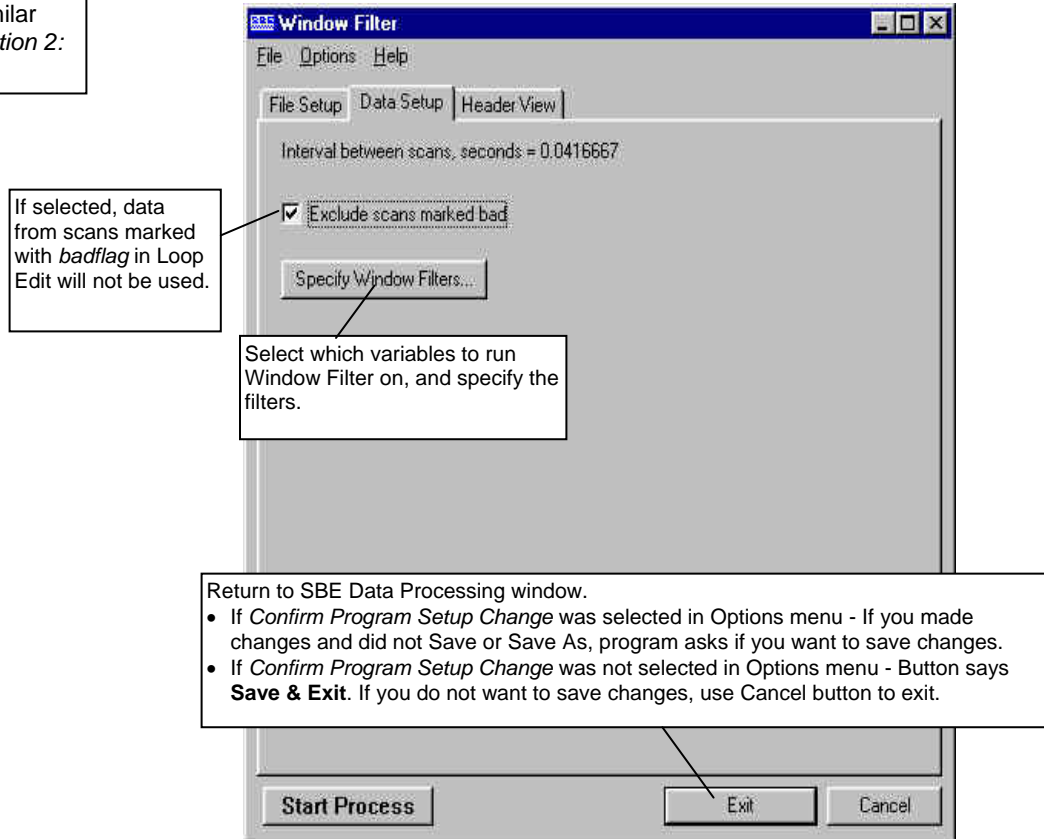 tion 2:
SBE Window Filter
File Options Help
File Setup Data Setup Header View
Interval between scans, seconds = 0.0416667
If selected, data
from scans marked
with badflag in Loop
Edit will not be used.
Exclude scans marked bad
Specify Window Filters...
Select which variables to run
Window Filter on, and specify the
filters.
Return to SBE Data Processing window.
• If Confirm Program Setup Change was selected in Options menu - If you made
changes and did not Save or Save As, program asks if you want to save changes.
• If Confirm Program Setup Change was not selected in Options menu - Button says
Save & Exit. If you do not want to save changes, use Cancel button to exit.
Start Process Exit Cancel